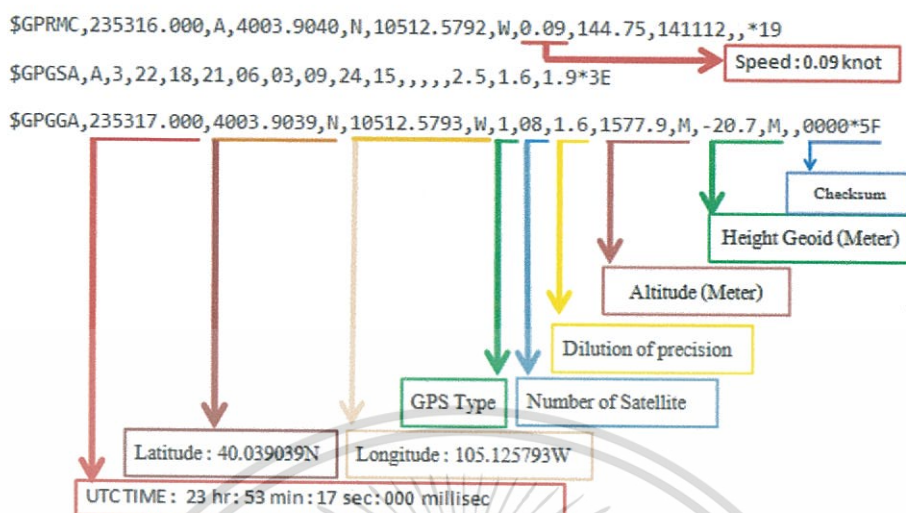 $GPRMC,235316.000,A,4003.9040,N,10512.5792,W,0.09,144.75,141112,,*19
Speed:0.09 knot
$GPGSA,A,3,22,18,21,06,03,09,24,15,,,,,2.5,1.6,1.9*3E
$GPGGA,235317.000,4003.9039,N,10512.5793,W,1,08,1.6,1577.9,M,-20.7,M,,0000*5F
Checksum
Height Geoid (Meter)
Altitude (Meter)
Dilution of precision
GPS Type
Number of Satellite
Latitude : 40.039039N
Longitude : 105.125793W
UTCTIME : 23 hr: 53 min: 17 sec: 000 millisec